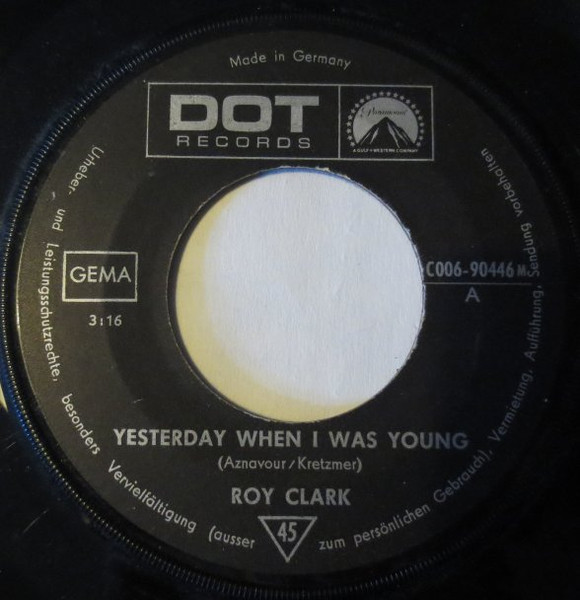 Made in Germany
DOT
RECORDS
Paramount
A GULF+WESTERN COMPANY
GEMA
3:16
C006-90446 M
A
YESTERDAY WHEN I WAS YOUNG
(Aznavour/Kretzmer)
ROY CLARK
45
Urheber- und Leistungsschutzrechte, besonders Vervielfältigung (ausser zum persönlichen Gebrauch), Vermietung, Aufführung, Sendung vorbehalten